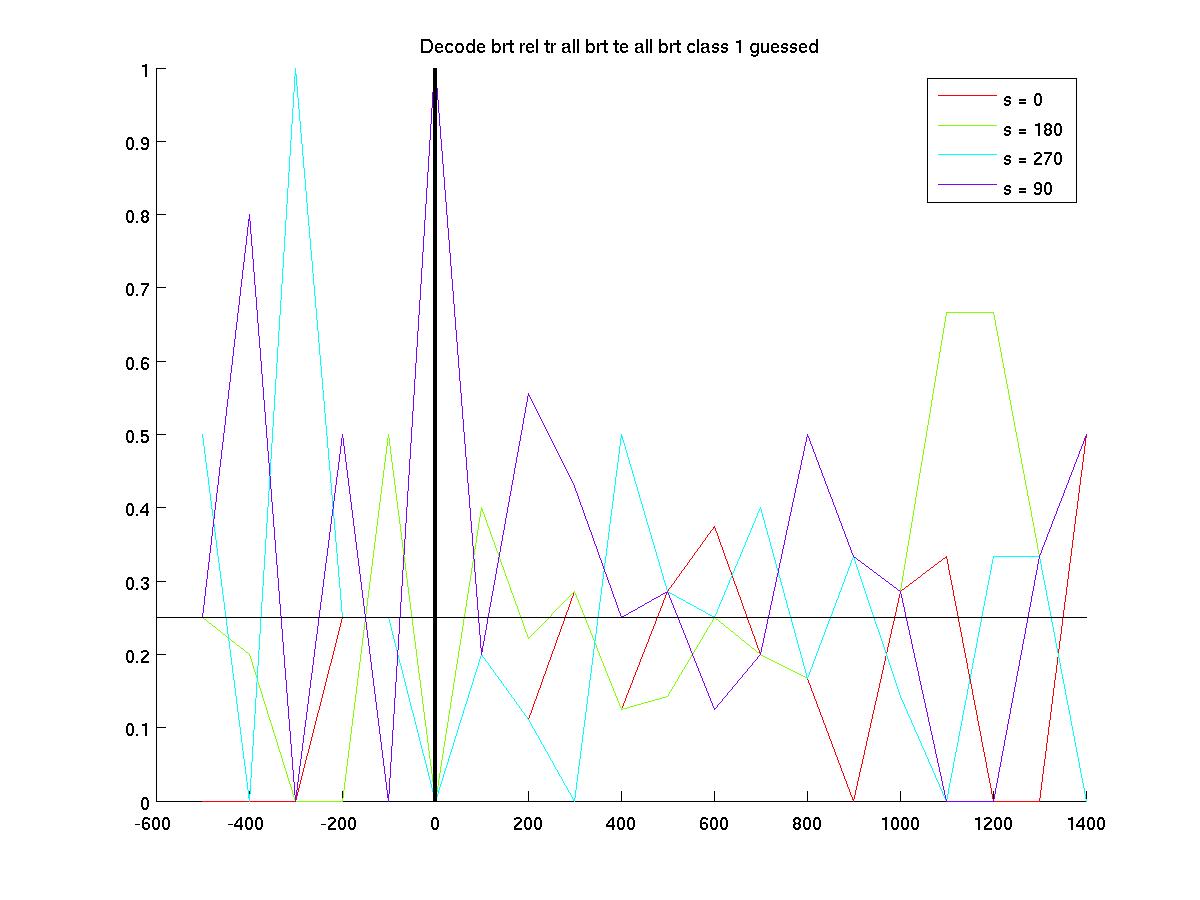 Decode brt rel tr all brt te all brt class 1 guessed
s = 0
s = 180
s = 270
s = 90
1
0.9
0.8
0.7
0.6
0.5
0.4
0.3
0.2
0.1
0
-600 -400 -200 0 200 400 600 800 1000 1200 1400